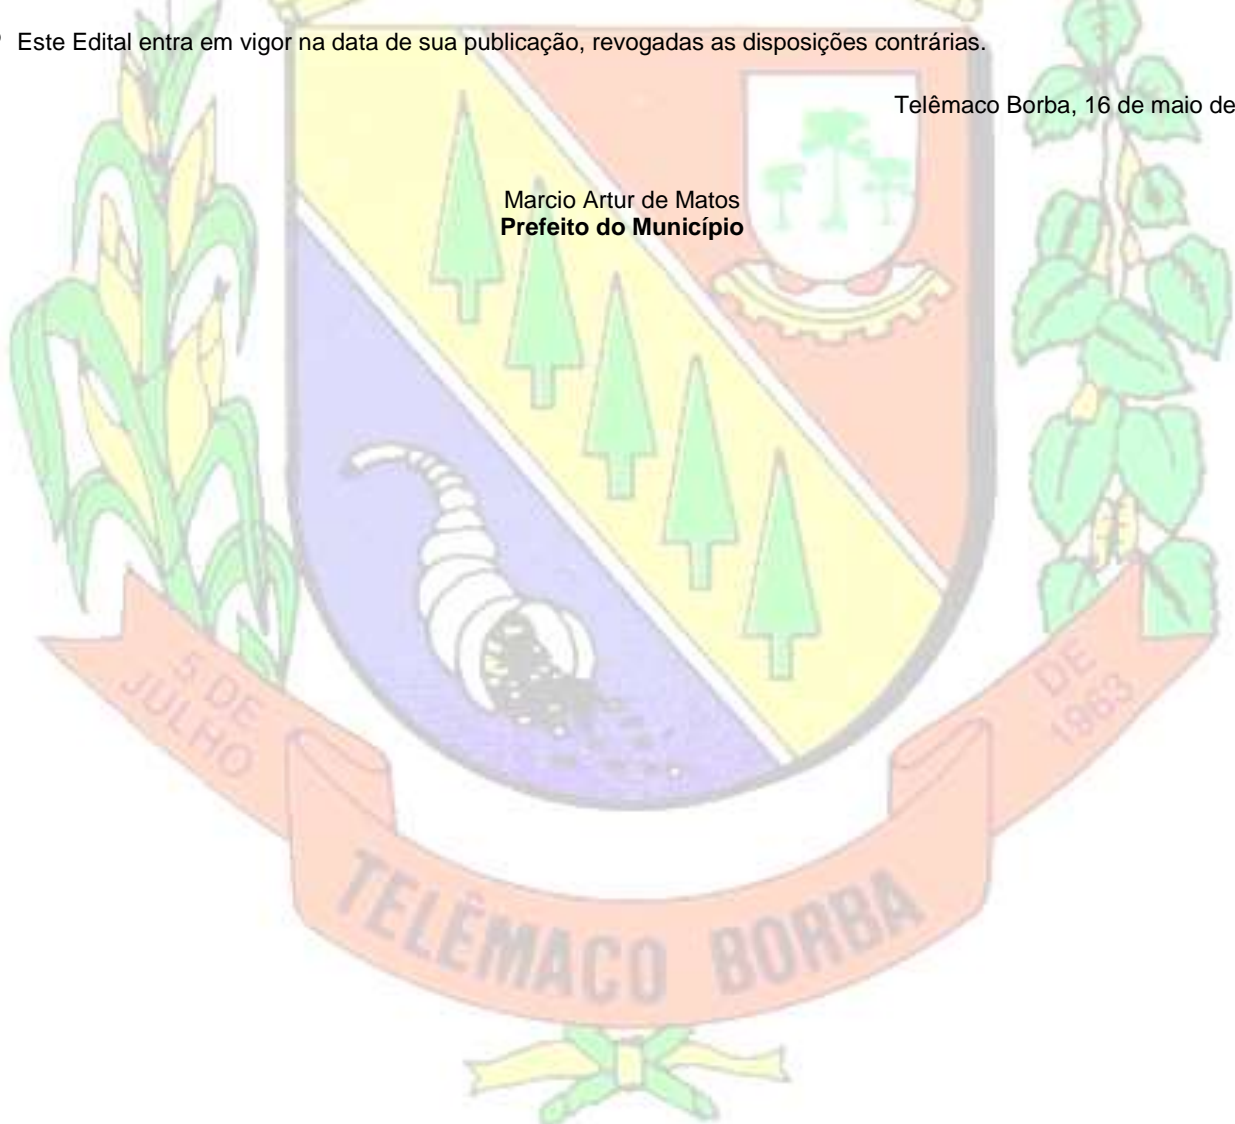 Este Edital entra em vigor na data de sua publicação, revogadas as disposições contrárias.
Telêmaco Borba, 16 de maio de
Marcio Artur de Matos
Prefeito do Município
5 DE
JULHO
DE
1963
TELÊMACO BORBA